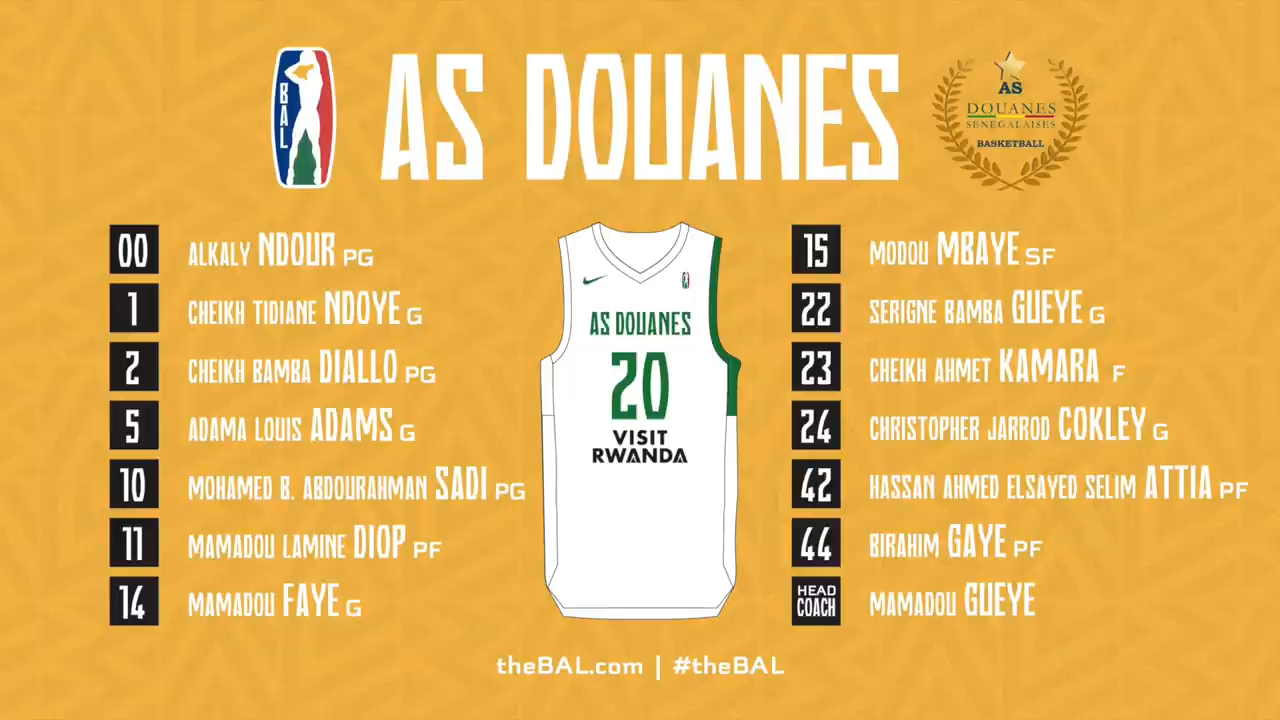 BAL
AS DOUANES
AS
DOUANES
SENEGALAISES
BASKETBALL
00 ALKALY NDOUR PG
1 CHEIKH TIDIANE NDOYE G
2 CHEIKH BAMBA DIALLO PG
5 ADAMA LOUIS ADAMS G
10 MOHAMED B. ABDOURAHMAN SADI PG
11 MAMADOU LAMINE DIOP PF
14 MAMADOU FAYE G
AS DOUANES
20
VISIT
RWANDA
15 MODOU MBAYE SF
22 SERIGNE BAMBA GUEYE G
23 CHEIKH AHMET KAMARA F
24 CHRISTOPHER JARROD COKLEY G
42 HASSAN AHMED ELSAYED SELIM ATTIA PF
44 BIRAHIM GAYE PF
HEAD COACH MAMADOU GUEYE
theBAL.com | #theBAL